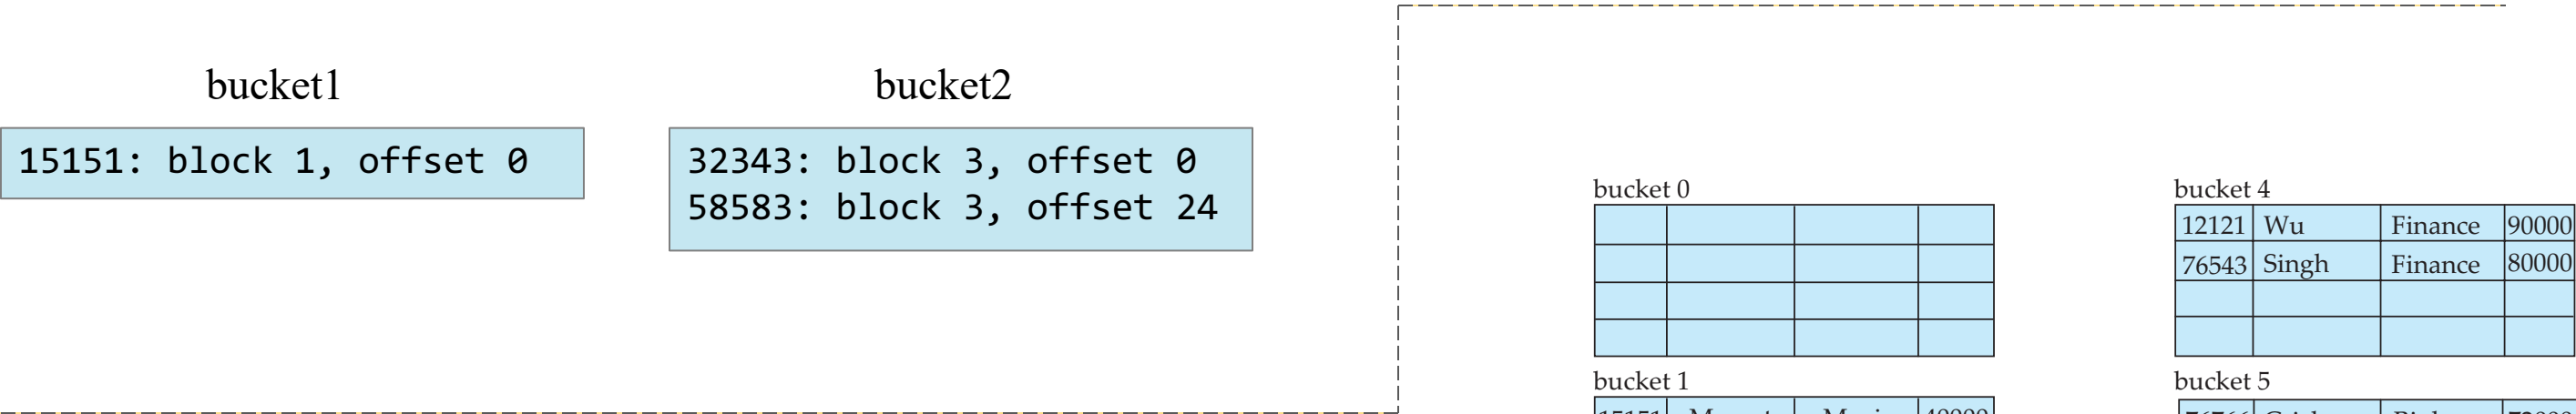 bucket1
15151: block 1, offset 0
bucket2
32343: block 3, offset 0
58583: block 3, offset 24
bucket 0
bucket 4
12121 Wu Finance 90000
76543 Singh Finance 80000
bucket 1
bucket 5